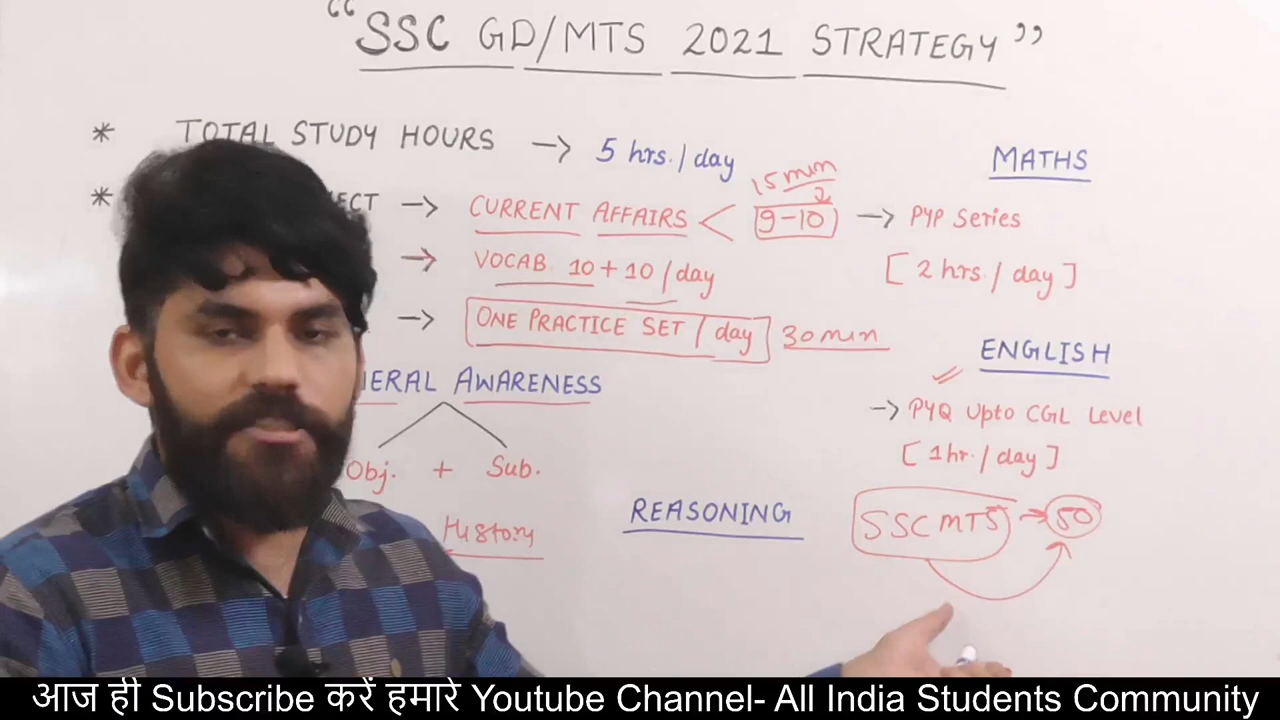 “SSC GD/MTS 2021 STRATEGY”
* TOTAL STUDY HOURS → 5 hrs./day
* → CURRENT AFFAIRS < 9-10
15 min
→ VOCAB 10 + 10 / day
→ ONE PRACTICE SET / day 30 min
AWARENESS
Obj. + Sub.
History
MATHS
→ PYP Series
[ 2 hrs. / day ]
ENGLISH
→ PYQ Upto CGL Level
[ 1 hr. / day ]
REASONING
SSC MTS → 50
आज ही Subscribe करें हमारे Youtube Channel- All India Students Community